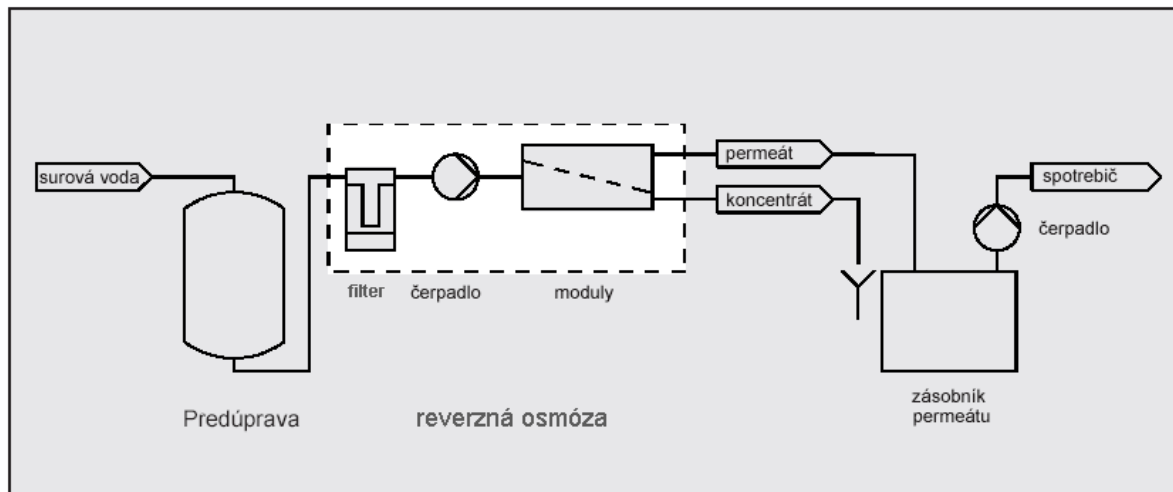 surová voda
permeát
koncentrát
spotrebič
čerpadlo
filter
čerpadlo
moduly
zásobník
permeátu
Predúprava
reverzná osmóza